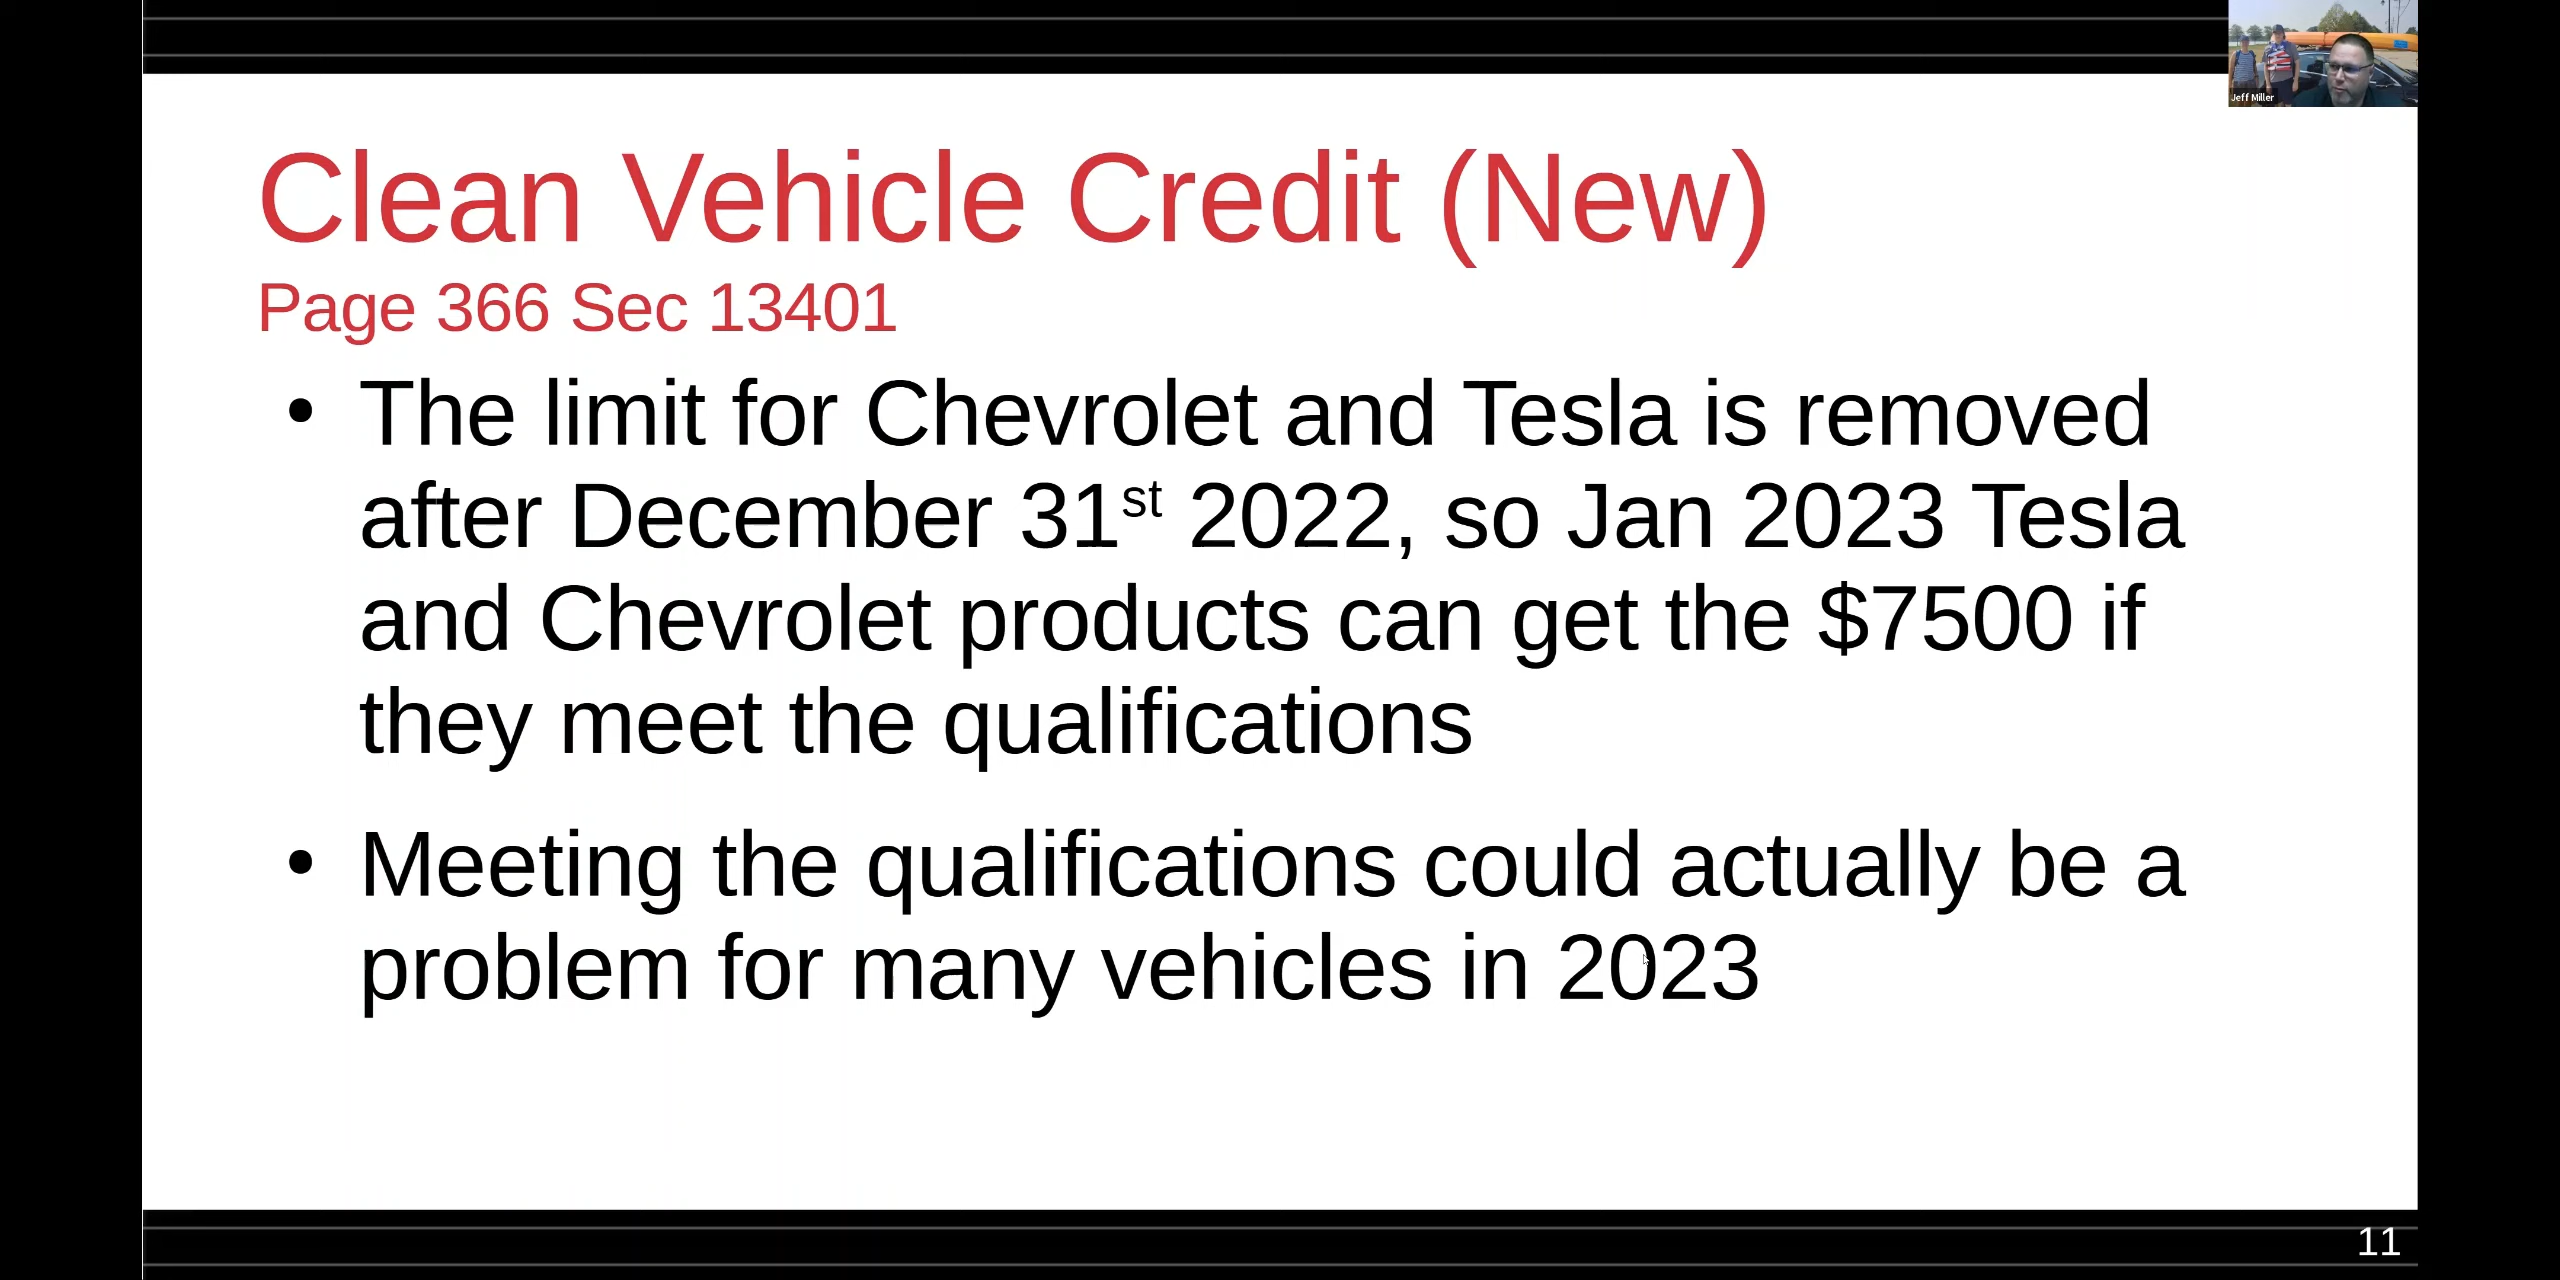 Jeff Miller
Clean Vehicle Credit (New)
Page 366 Sec 13401
• The limit for Chevrolet and Tesla is removed
after December 31st 2022, so Jan 2023 Tesla
and Chevrolet products can get the $7500 if
they meet the qualifications
• Meeting the qualifications could actually be a
problem for many vehicles in 2023
11